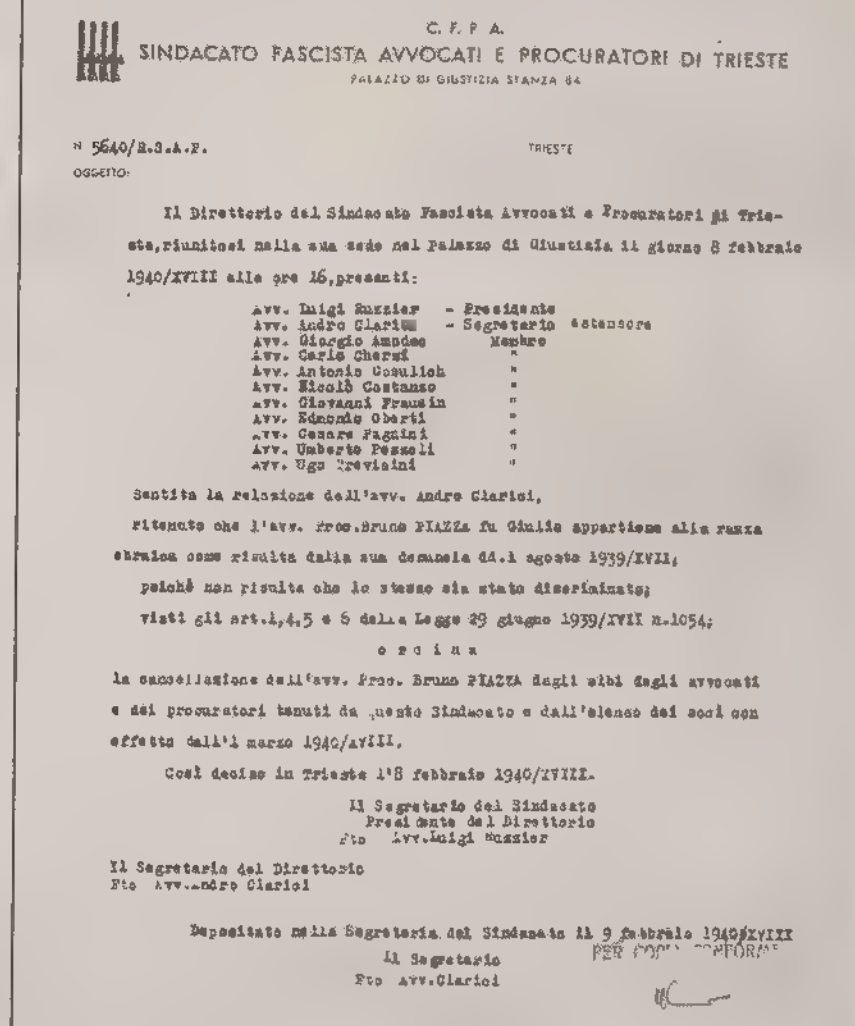 C. F. P. A.
SINDACATO FASCISTA AVVOCATI E PROCURATORI DI TRIESTE
PALAZZO DI GIUSTIZIA STANZA 84
N 5640/R.S.A.P.
TRIESTE
OGGETTO:
Il Direttorio del Sindacato Fascista Avvocati e Procuratori di Trie-
ste,riunitosi nella sua sede nel Palazzo di Giustizia il giorno 8 febbraio
1940/XVIII alle ore 16,presenti:
Avv. Luigi Ruzzier - Presidente
Avv. Andro Clarici - Segretario estensore
Avv. Giorgio Amodeo Membro
Avv. Carlo Chersi "
Avv. Antonio Cosulich "
Avv. Nicolò Costanzo "
Avv. Giovanni Frausin "
Avv. Edmondo Oberti "
Avv. Cesare Pagnini "
Avv. Umberto Pessoli "
Avv. Ugo Trevisini "
Sentita la relazione dell'avv. Andro Clarici,
ritenuto che l'avv. Proc.Bruno PIAZZA fu Giulio appartiene alla razza
ebraica come risulta dalla sua denuncia dd.1 agosto 1939/XVII,
poichè non risulta che lo stesso sia stato discriminato;
visti gli art.1,4,5 e 6 della Legge 29 giugno 1939/XVII n.1054;
o r d i n a
la cancellazione dell'avv. Proc. Bruno PIAZZA dagli albi degli avvocati
e dei procuratori tenuti da questo Sindacato e dall'elenco dei soci con
effetto dall'1 marzo 1940/XVIII.
Così deciso in Trieste l'8 febbraio 1940/XVIII.
Il Segretario del Sindacato
Presidente del Direttorio
Fto Avv.Luigi Ruzzier
Il Segretario del Direttorio
Fto Avv.Andro Clarici
Depositato nella Segreteria del Sindacato il 9 febbraio 1940/XVIII
PER COPIA CONFORME
Il Segretario
Fto Avv.Clarici